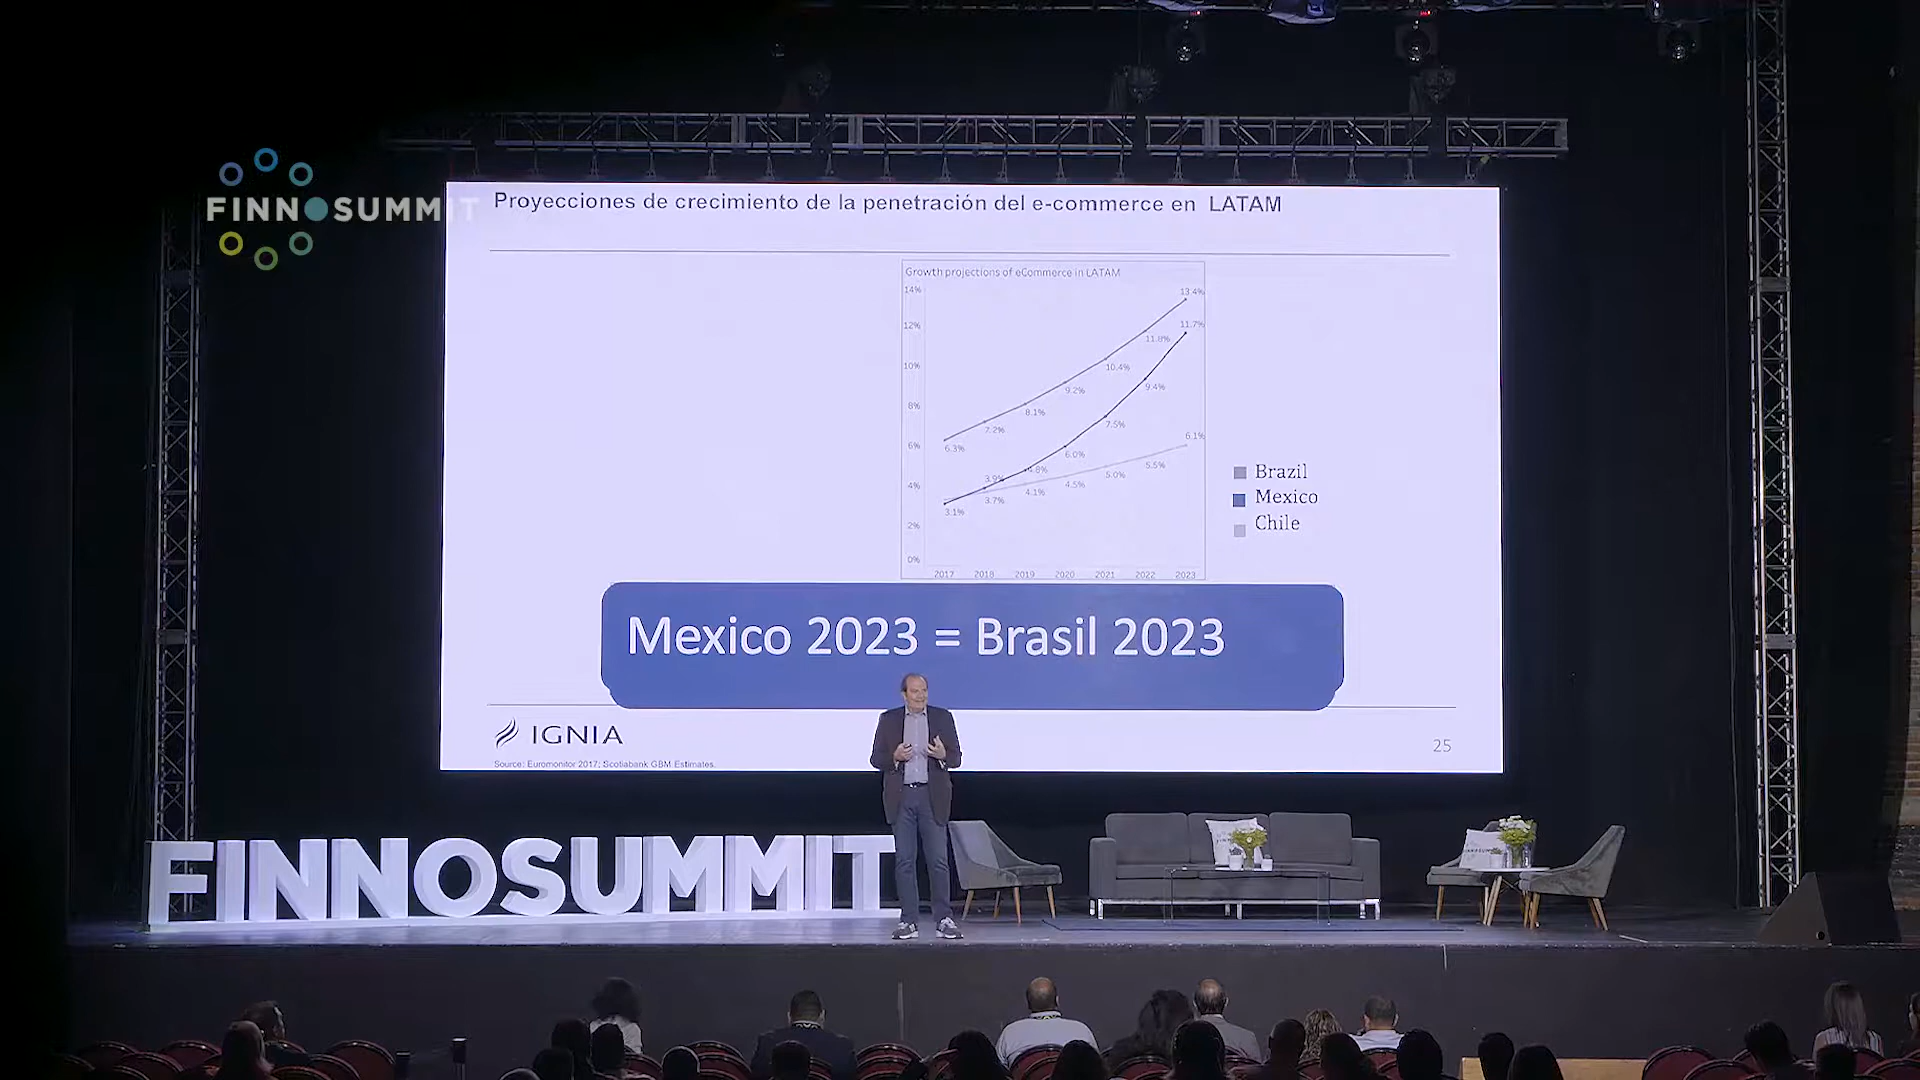 FINNOSUMMIT
Proyecciones de crecimiento de la penetración del e-commerce en LATAM
Growth projections of eCommerce in LATAM
14%
12%
10%
8%
6%
4%
2%
0%
13.4%
11.8%
10.4%
9.2%
8.1%
7.2%
6.3%
11.7%
9.4%
7.5%
6.0%
4.8%
3.9%
3.1%
6.1%
5.5%
5.0%
4.5%
4.1%
3.7%
2017 2018 2019 2020 2021 2022 2023
Brazil
Mexico
Chile
Mexico 2023 = Brasil 2023
IGNIA
25
Source: Euromonitor 2017; Scotiabank GBM Estimates.
FINNOSUMMIT